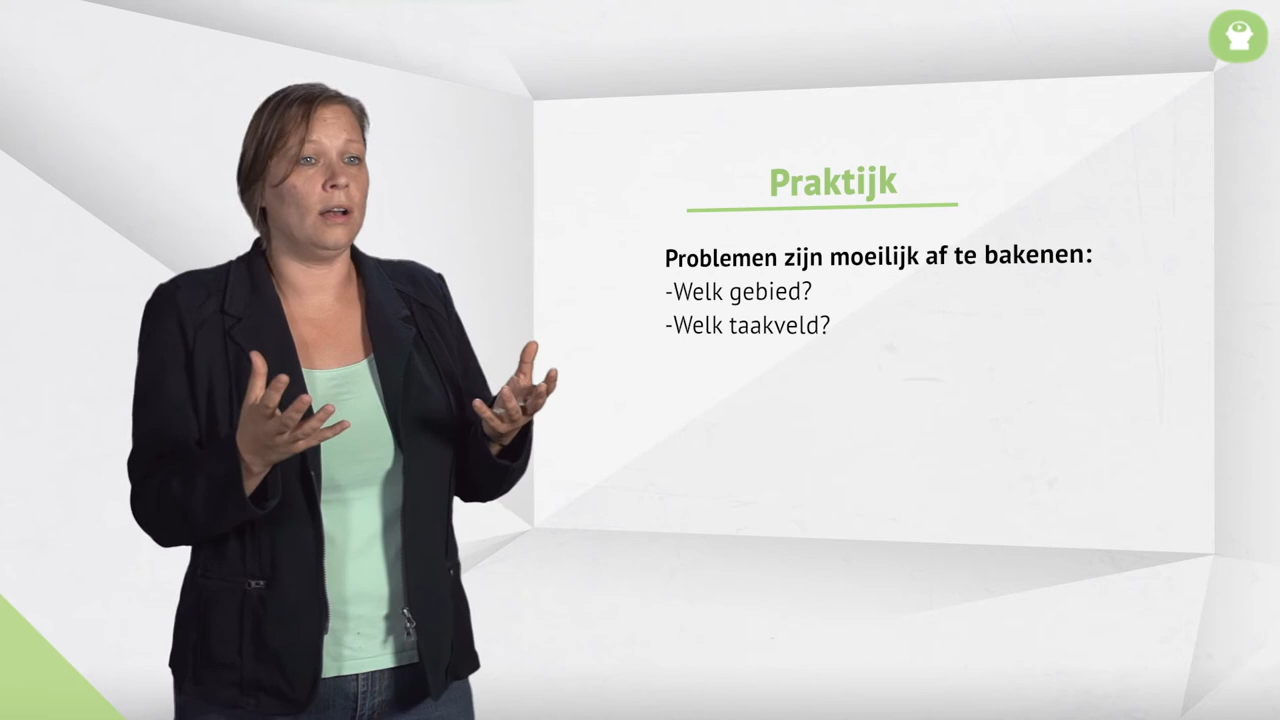 Praktijk
Problemen zijn moeilijk af te bakenen:
-Welk gebied?
-Welk taakveld?